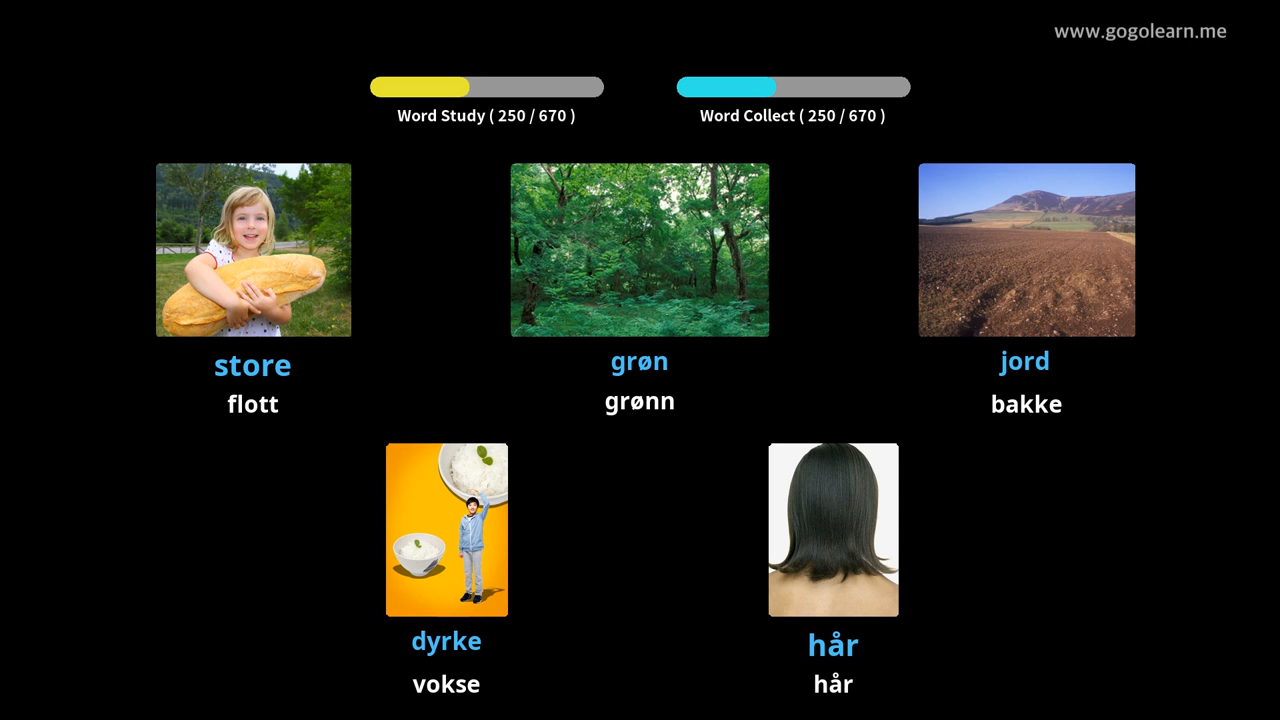 www.gogolearn.me
Word Study ( 250 / 670 )
Word Collect ( 250 / 670 )
store
flott
grøn
grønn
jord
bakke
dyrke
vokse
hår
hår